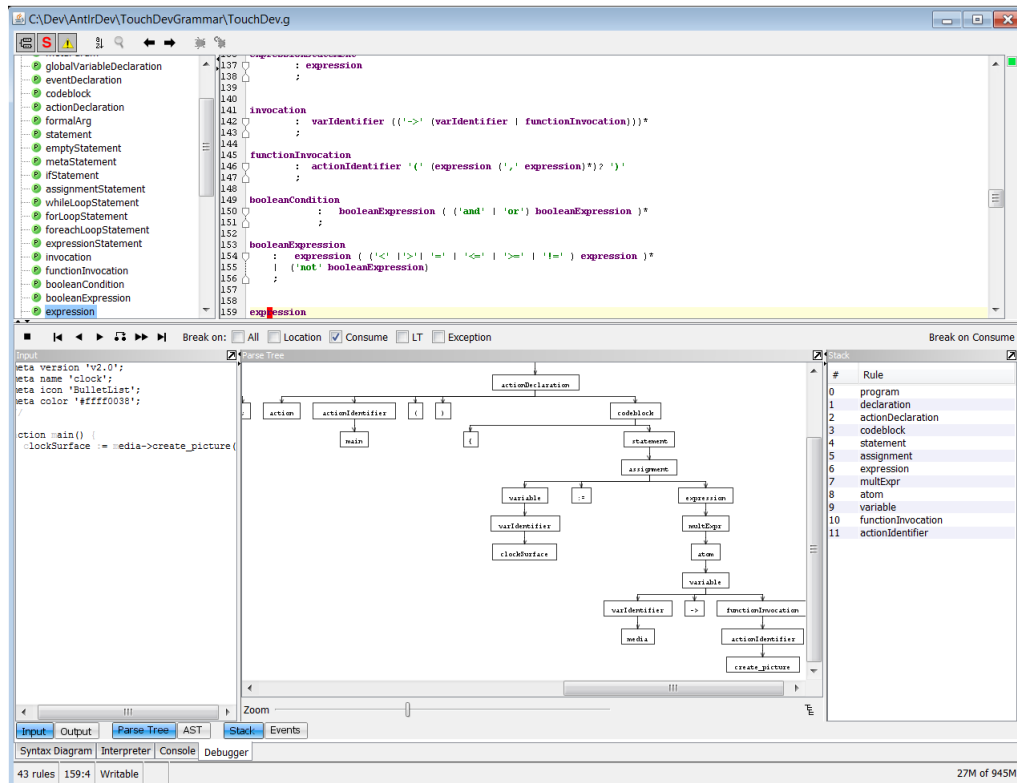 C:\Dev\AntlrDev\TouchDevGrammar\TouchDev.g
globalVariableDeclaration
eventDeclaration
codeblock
actionDeclaration
formalArg
statement
emptyStatement
metaStatement
ifStatement
assignmentStatement
whileLoopStatement
forLoopStatement
foreachLoopStatement
expressionStatement
invocation
functionInvocation
booleanCondition
booleanExpression
expression
137 : expression
138 ;
139
140
141 invocation
142 : varIdentifier (('->' (varIdentifier | functionInvocation)))*
143 ;
144
145 functionInvocation
146 : actionIdentifier '(' (expression (',' expression)*)? ')'
147 ;
148
149 booleanCondition
150 : booleanExpression ( ('and' | 'or') booleanExpression )*
151 ;
152
153 booleanExpression
154 : expression ( ('<' |'>'| '=' | '<=' | '>=' | '!=' ) expression )*
155 | ('not' booleanExpression)
156 ;
157
158
159 expression
Break on: All Location Consume LT Exception Break on Consume
Input
meta version 'v2.0';
meta name 'clock';
meta icon 'BulletList';
meta color '#ffff0038';
/
action main() {
clockSurface := media->create_picture(
Parse Tree
actionDeclaration
; action actionIdentifier ( ) codeblock
main { statement
assignment
variable := expression
varIdentifier multExpr
clockSurface atom
variable
varIdentifier -> functionInvocation
media actionIdentifier
create_picture
Zoom
Stack
# Rule
0 program
1 declaration
2 actionDeclaration
3 codeblock
4 statement
5 assignment
6 expression
7 multExpr
8 atom
9 variable
10 functionInvocation
11 actionIdentifier
Input Output Parse Tree AST Stack Events
Syntax Diagram Interpreter Console Debugger
43 rules 159:4 Writable 27M of 945M